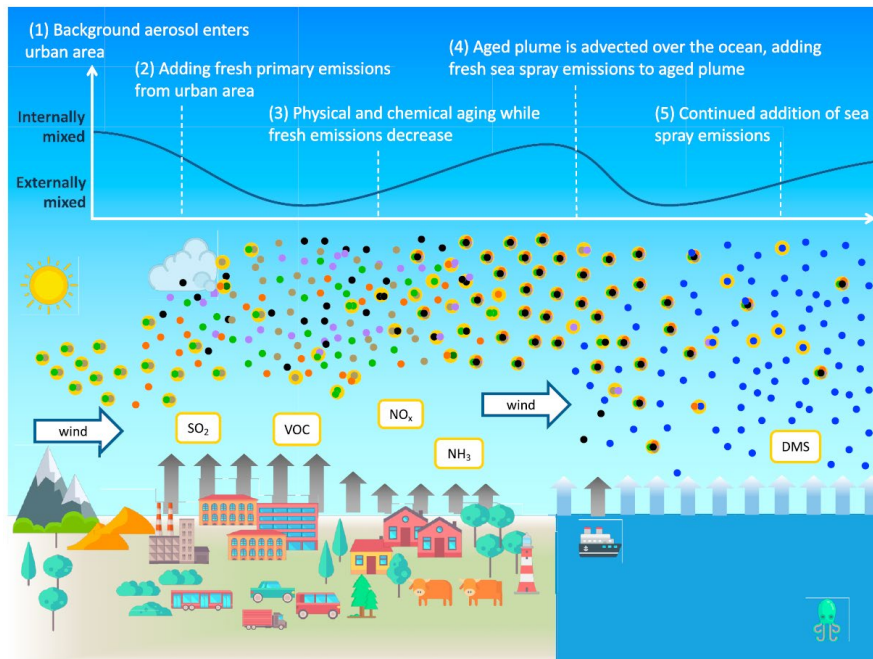 (1) Background aerosol enters
urban area
(2) Adding fresh primary emissions
from urban area
(3) Physical and chemical aging while
fresh emissions decrease
(4) Aged plume is advected over the ocean, adding
fresh sea spray emissions to aged plume
(5) Continued addition of sea
spray emissions
Internally
mixed
Externally
mixed
wind
SO₂
VOC
NOₓ
NH₃
wind
DMS